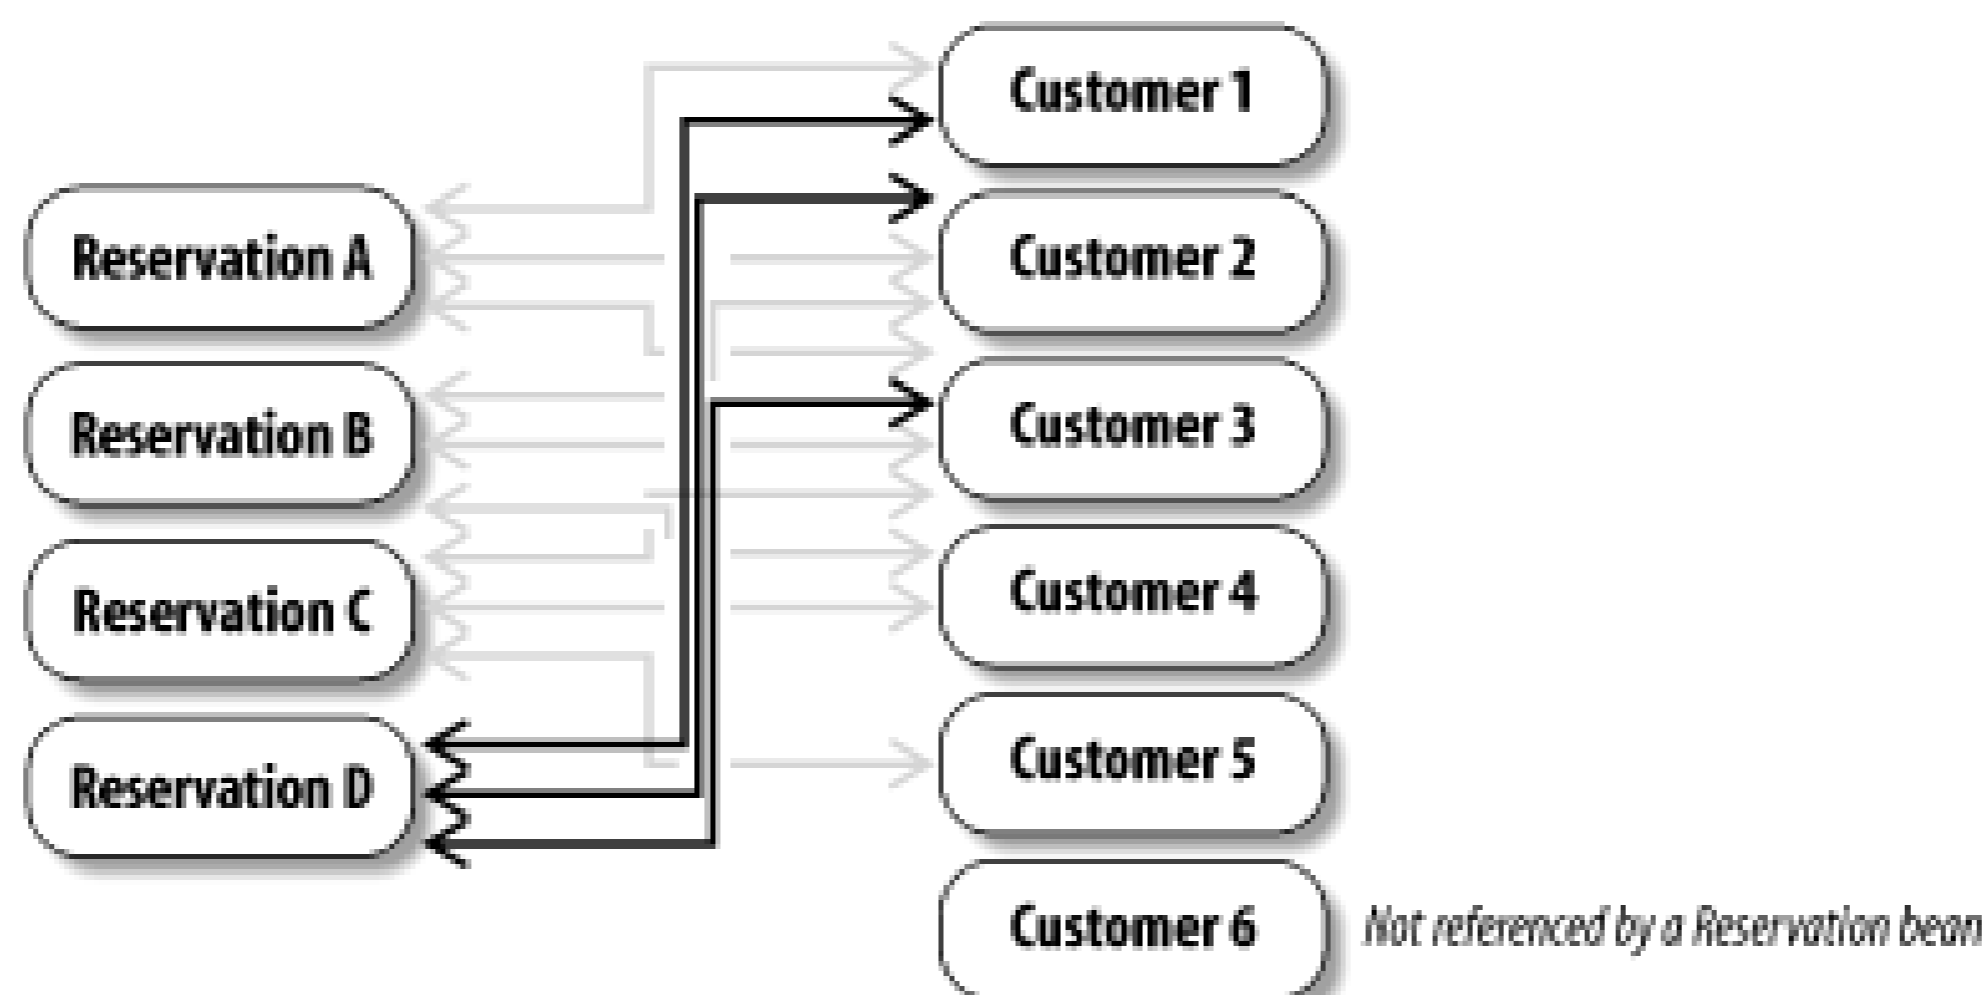 Customer 1
Reservation A
Customer 2
Reservation B
Customer 3
Reservation C
Customer 4
Reservation D
Customer 5
Customer 6 Not referenced by a Reservation bean